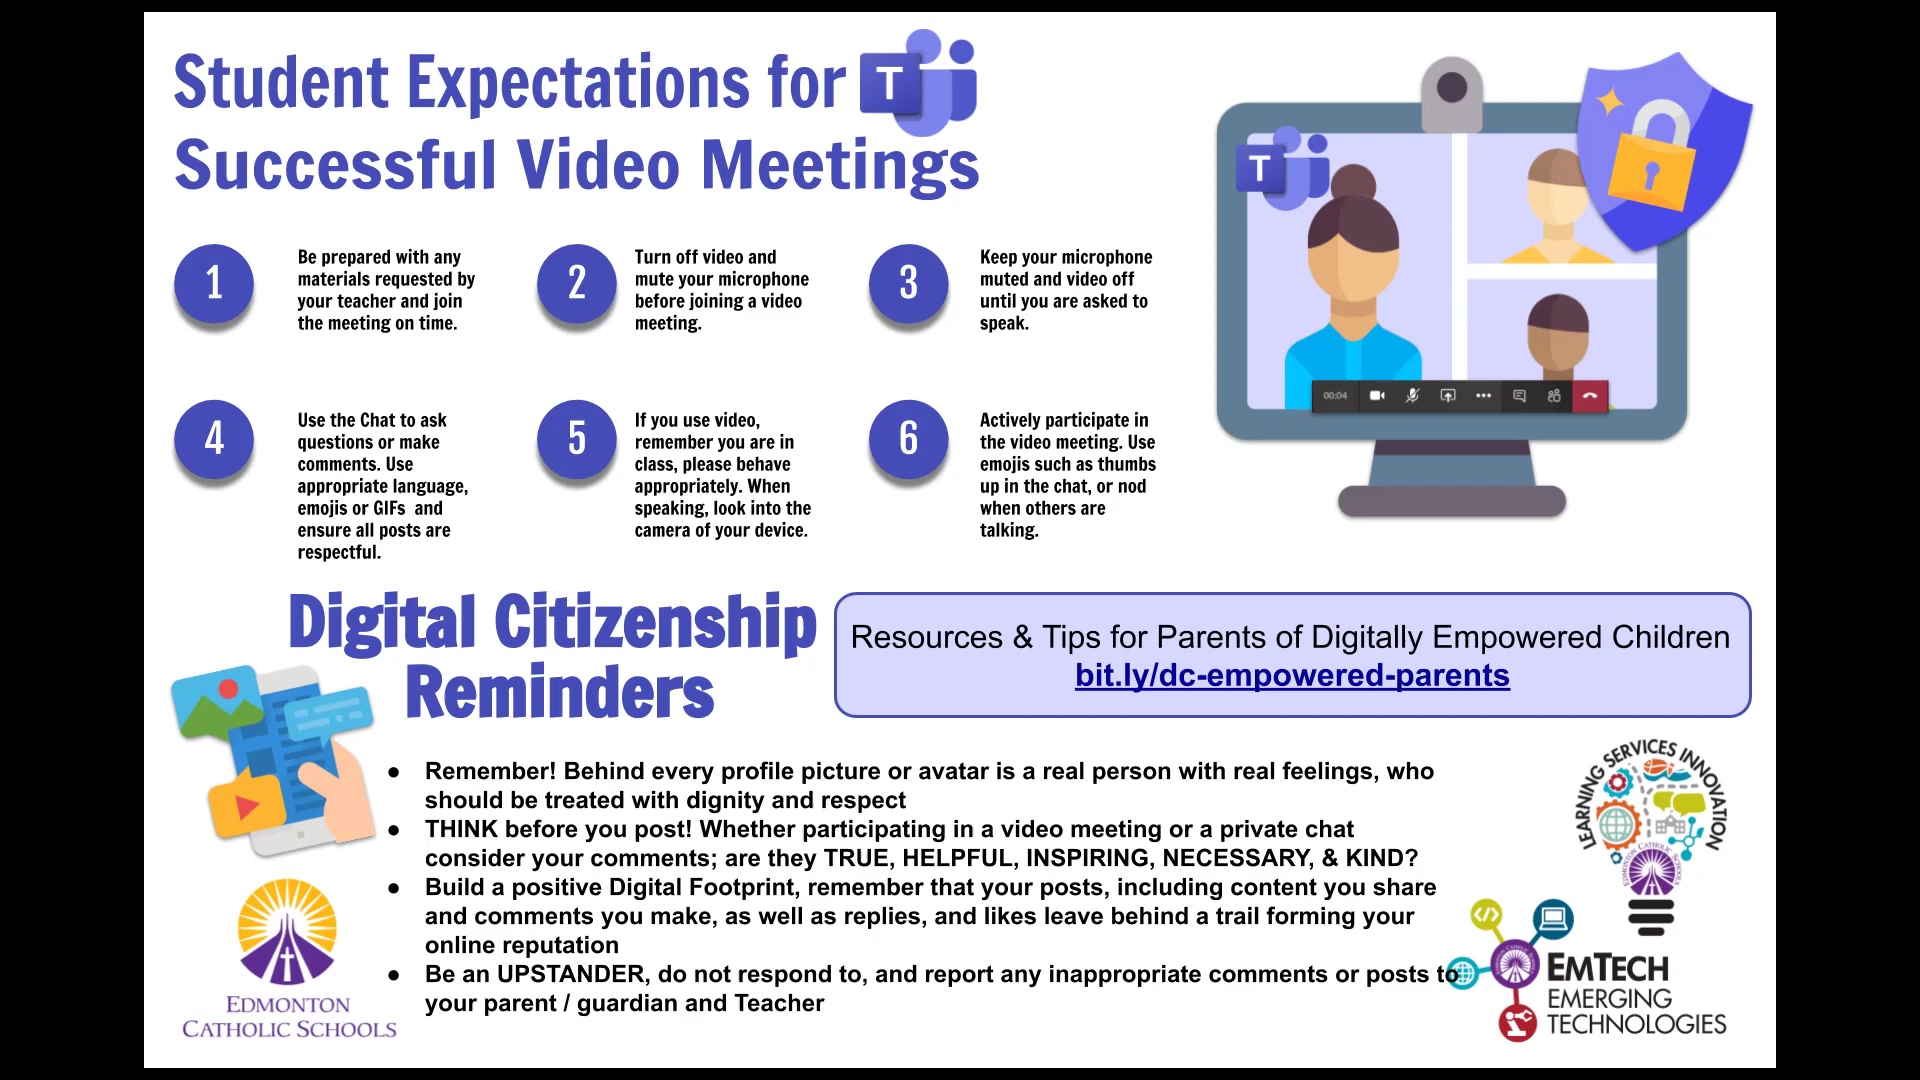 Student Expectations for T
Successful Video Meetings
1
Be prepared with any
materials requested by
your teacher and join
the meeting on time.
2
Turn off video and
mute your microphone
before joining a video
meeting.
3
Keep your microphone
muted and video off
until you are asked to
speak.
4
Use the Chat to ask
questions or make
comments. Use
appropriate language,
emojis or GIFs and
ensure all posts are
respectful.
5
If you use video,
remember you are in
class, please behave
appropriately. When
speaking, look into the
camera of your device.
6
Actively participate in
the video meeting. Use
emojis such as thumbs
up in the chat, or nod
when others are
talking.
T
00:04
Digital Citizenship
Reminders
Resources & Tips for Parents of Digitally Empowered Children
bit.ly/dc-empowered-parents
● Remember! Behind every profile picture or avatar is a real person with real feelings, who
should be treated with dignity and respect
● THINK before you post! Whether participating in a video meeting or a private chat
consider your comments; are they TRUE, HELPFUL, INSPIRING, NECESSARY, & KIND?
● Build a positive Digital Footprint, remember that your posts, including content you share
and comments you make, as well as replies, and likes leave behind a trail forming your
online reputation
● Be an UPSTANDER, do not respond to, and report any inappropriate comments or posts to
your parent / guardian and Teacher
EDMONTON
CATHOLIC SCHOOLS
LEARNING SERVICES INNOVATION
EDMONTON CATHOLIC SCHOOLS
</>
EMTECH
EMERGING
TECHNOLOGIES